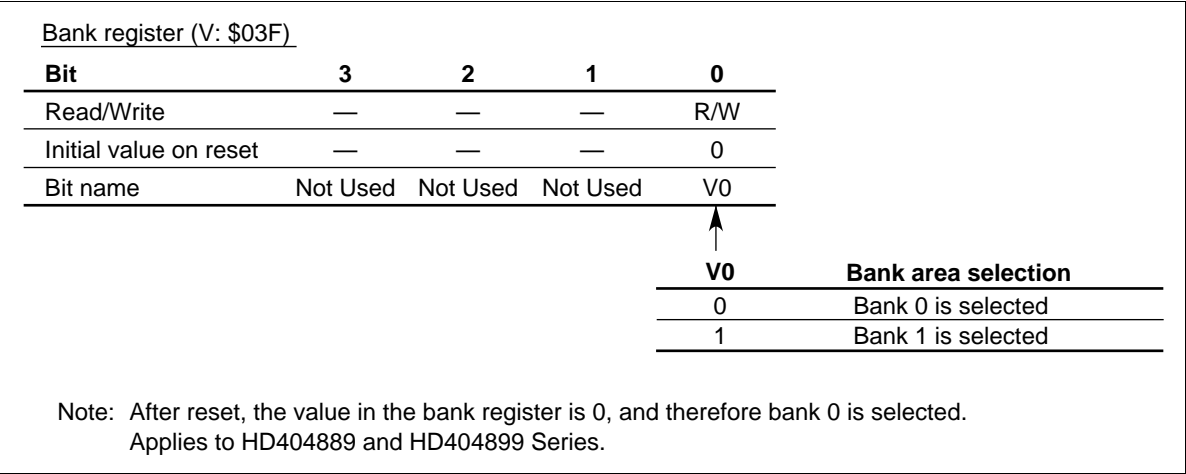 Bank register (V: $03F)
Bit 3 2 1 0
Read/Write — — — R/W
Initial value on reset — — — 0
Bit name Not Used Not Used Not Used V0
V0 Bank area selection
0 Bank 0 is selected
1 Bank 1 is selected
Note: After reset, the value in the bank register is 0, and therefore bank 0 is selected.
Applies to HD404889 and HD404899 Series.